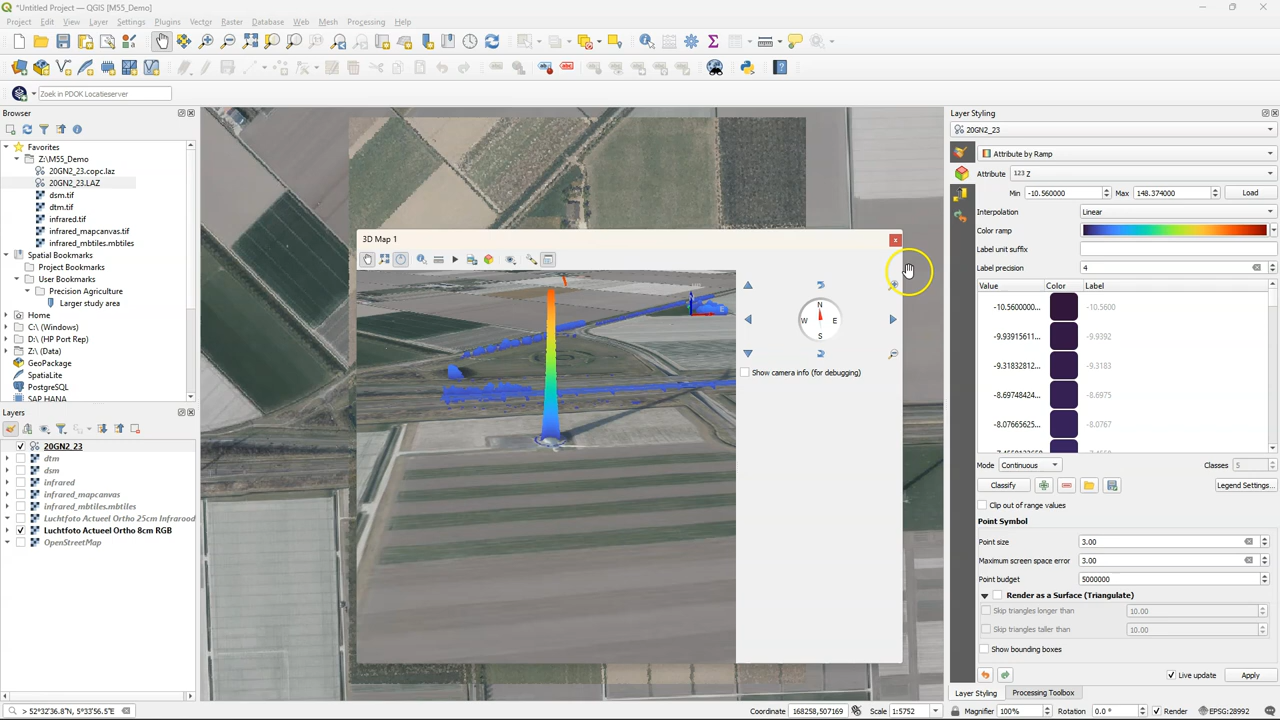 *Untitled Project — QGIS [M55_Demo]
Project Edit View Layer Settings Plugins Vector Raster Database Web Mesh Processing Help
Zoek in PDOK Locatieserver
Browser
Favorites
Z:\M55_Demo
20GN2_23.copc.laz
20GN2_23.LAZ
dsm.tif
dtm.tif
infrared.tif
infrared_mapcanvas.tif
infrared_mbtiles.mbtiles
Spatial Bookmarks
Project Bookmarks
User Bookmarks
Precision Agriculture
Larger study area
Home
C:\ (Windows)
D:\ (HP Port Rep)
Z:\ (Data)
GeoPackage
SpatiaLite
PostgreSQL
SAP HANA
Layers
20GN2_23
dtm
dsm
infrared
infrared_mapcanvas
infrared_mbtiles.mbtiles
Luchtfoto Actueel Ortho 25cm Infrarood
Luchtfoto Actueel Ortho 8cm RGB
OpenStreetMap
3D Map 1
N
W E
S
Show camera info (for debugging)
Layer Styling
20GN2_23
Attribute by Ramp
Attribute 123 Z
Min -10.560000 Max 148.374000 Load
Interpolation Linear
Color ramp
Label unit suffix
Label precision 4
Value Color Label
-10.5600000... -10.5600
-9.93915611... -9.9392
-9.31831282... -9.3183
-8.69748424... -8.6975
-8.07665625... -8.0767
Mode Continuous Classes 5
Classify Legend Settings...
Clip out of range values
Point Symbol
Point size 3.00
Maximum screen space error 3.00
Point budget 5000000
Render as a Surface (Triangulate)
Skip triangles longer than 10.00
Skip triangles taller than 10.00
Show bounding boxes
Live update Apply
Layer Styling Processing Toolbox
> 52°32'36.8"N, 5°33'56.5"E Coordinate 168258,507169 Scale 1:5752 Magnifier 100% Rotation 0.0 ° Render EPSG:28992